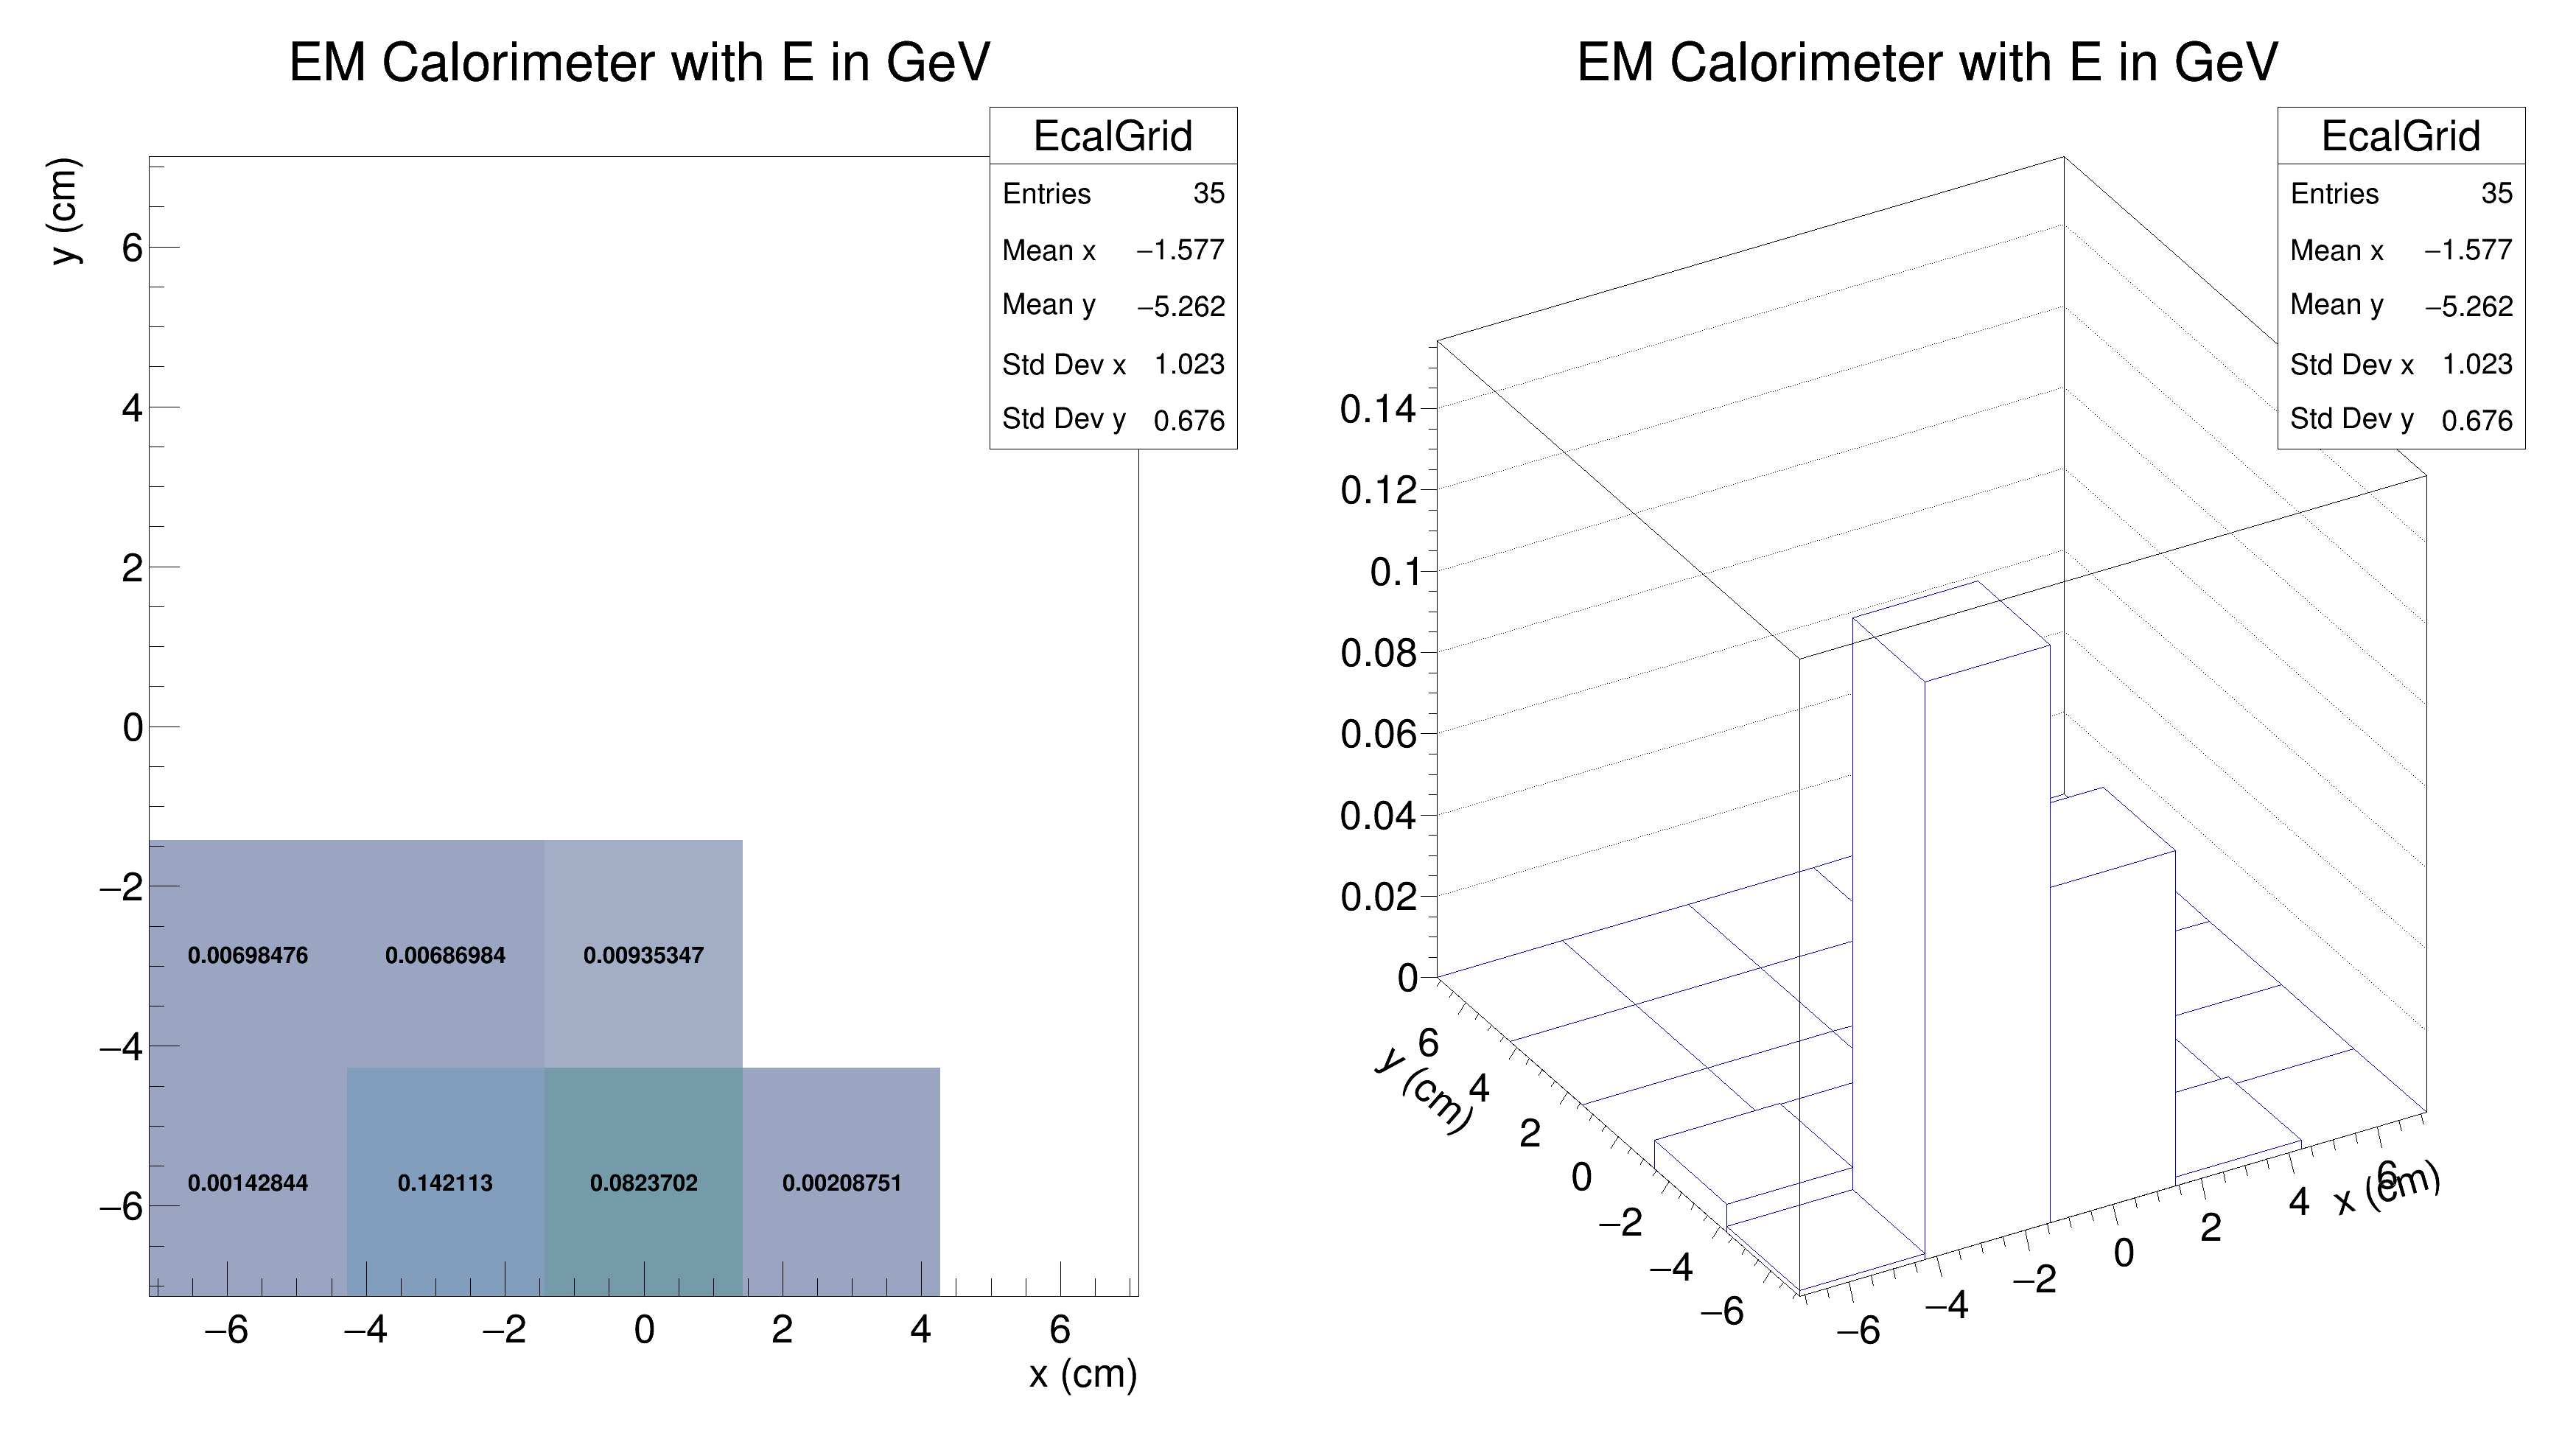 EM Calorimeter with E in GeV
EcalGrid
Entries 35
Mean x −1.577
Mean y −5.262
Std Dev x 1.023
Std Dev y 0.676
y (cm)
6
4
2
0
−2
−4
−6
0.00698476 0.00686984 0.00935347
0.00142844 0.142113 0.0823702 0.00208751
−6 −4 −2 0 2 4 6
x (cm)
EM Calorimeter with E in GeV
EcalGrid
Entries 35
Mean x −1.577
Mean y −5.262
Std Dev x 1.023
Std Dev y 0.676
0.14
0.12
0.1
0.08
0.06
0.04
0.02
0
6
4
2
0
−2
−4
−6
y (cm)
−6 −4 −2 0 2 4 6
x (cm)